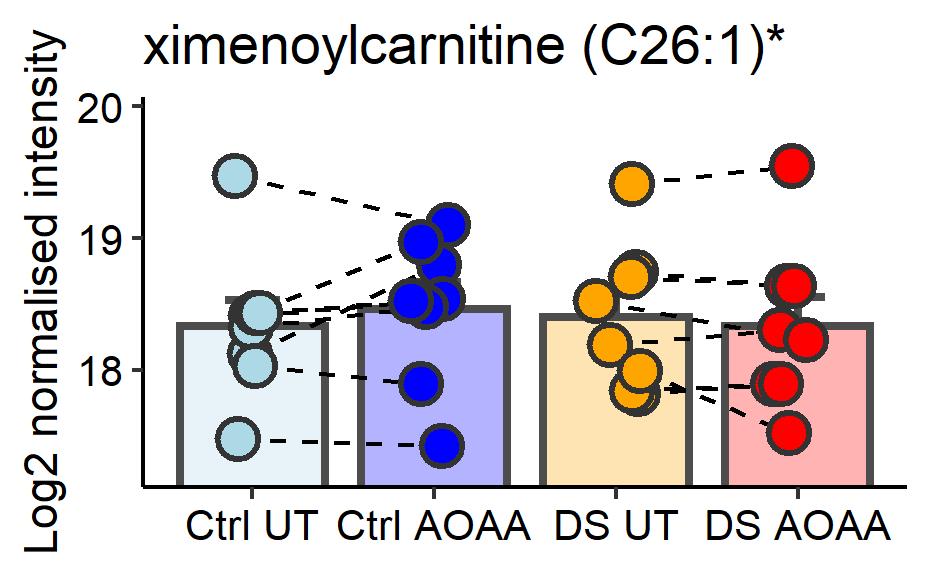 ximenoylcarnitine (C26:1)*
Log2 normalised intensity
20
19
18
Ctrl UT Ctrl AOAA DS UT DS AOAA